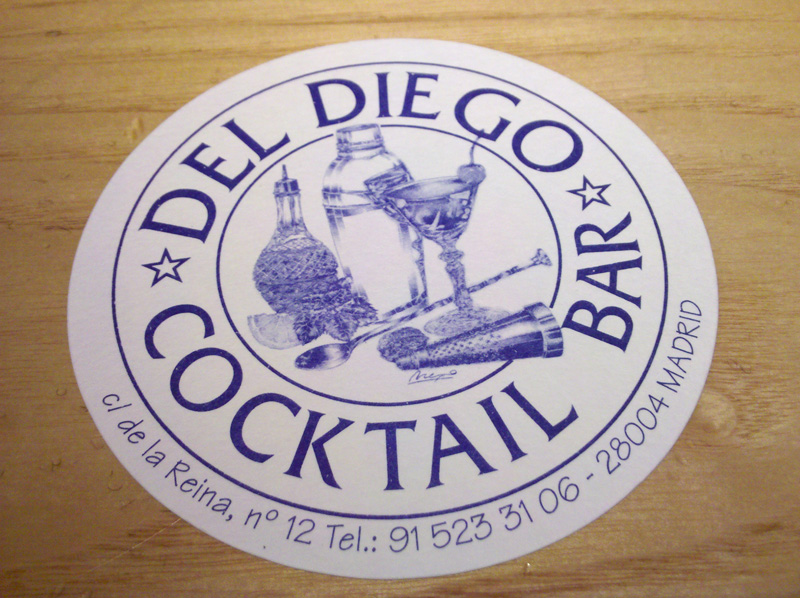 DEL DIEGO
COCKTAIL BAR
c/ de la Reina, nº 12 Tel.: 91 523 31 06 - 28004 MADRID